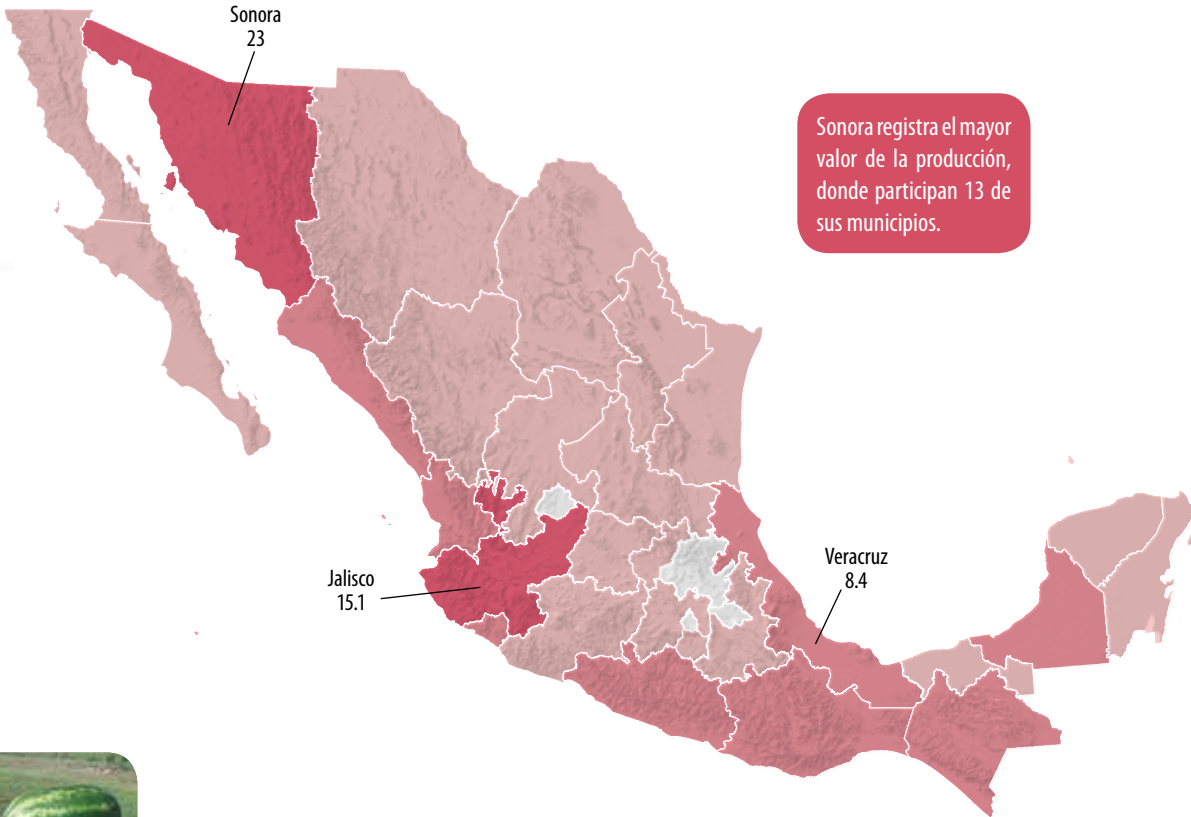 Sonora
23
Sonora registra el mayor
valor de la producción,
donde participan 13 de
sus municipios.
Jalisco
15.1
Veracruz
8.4